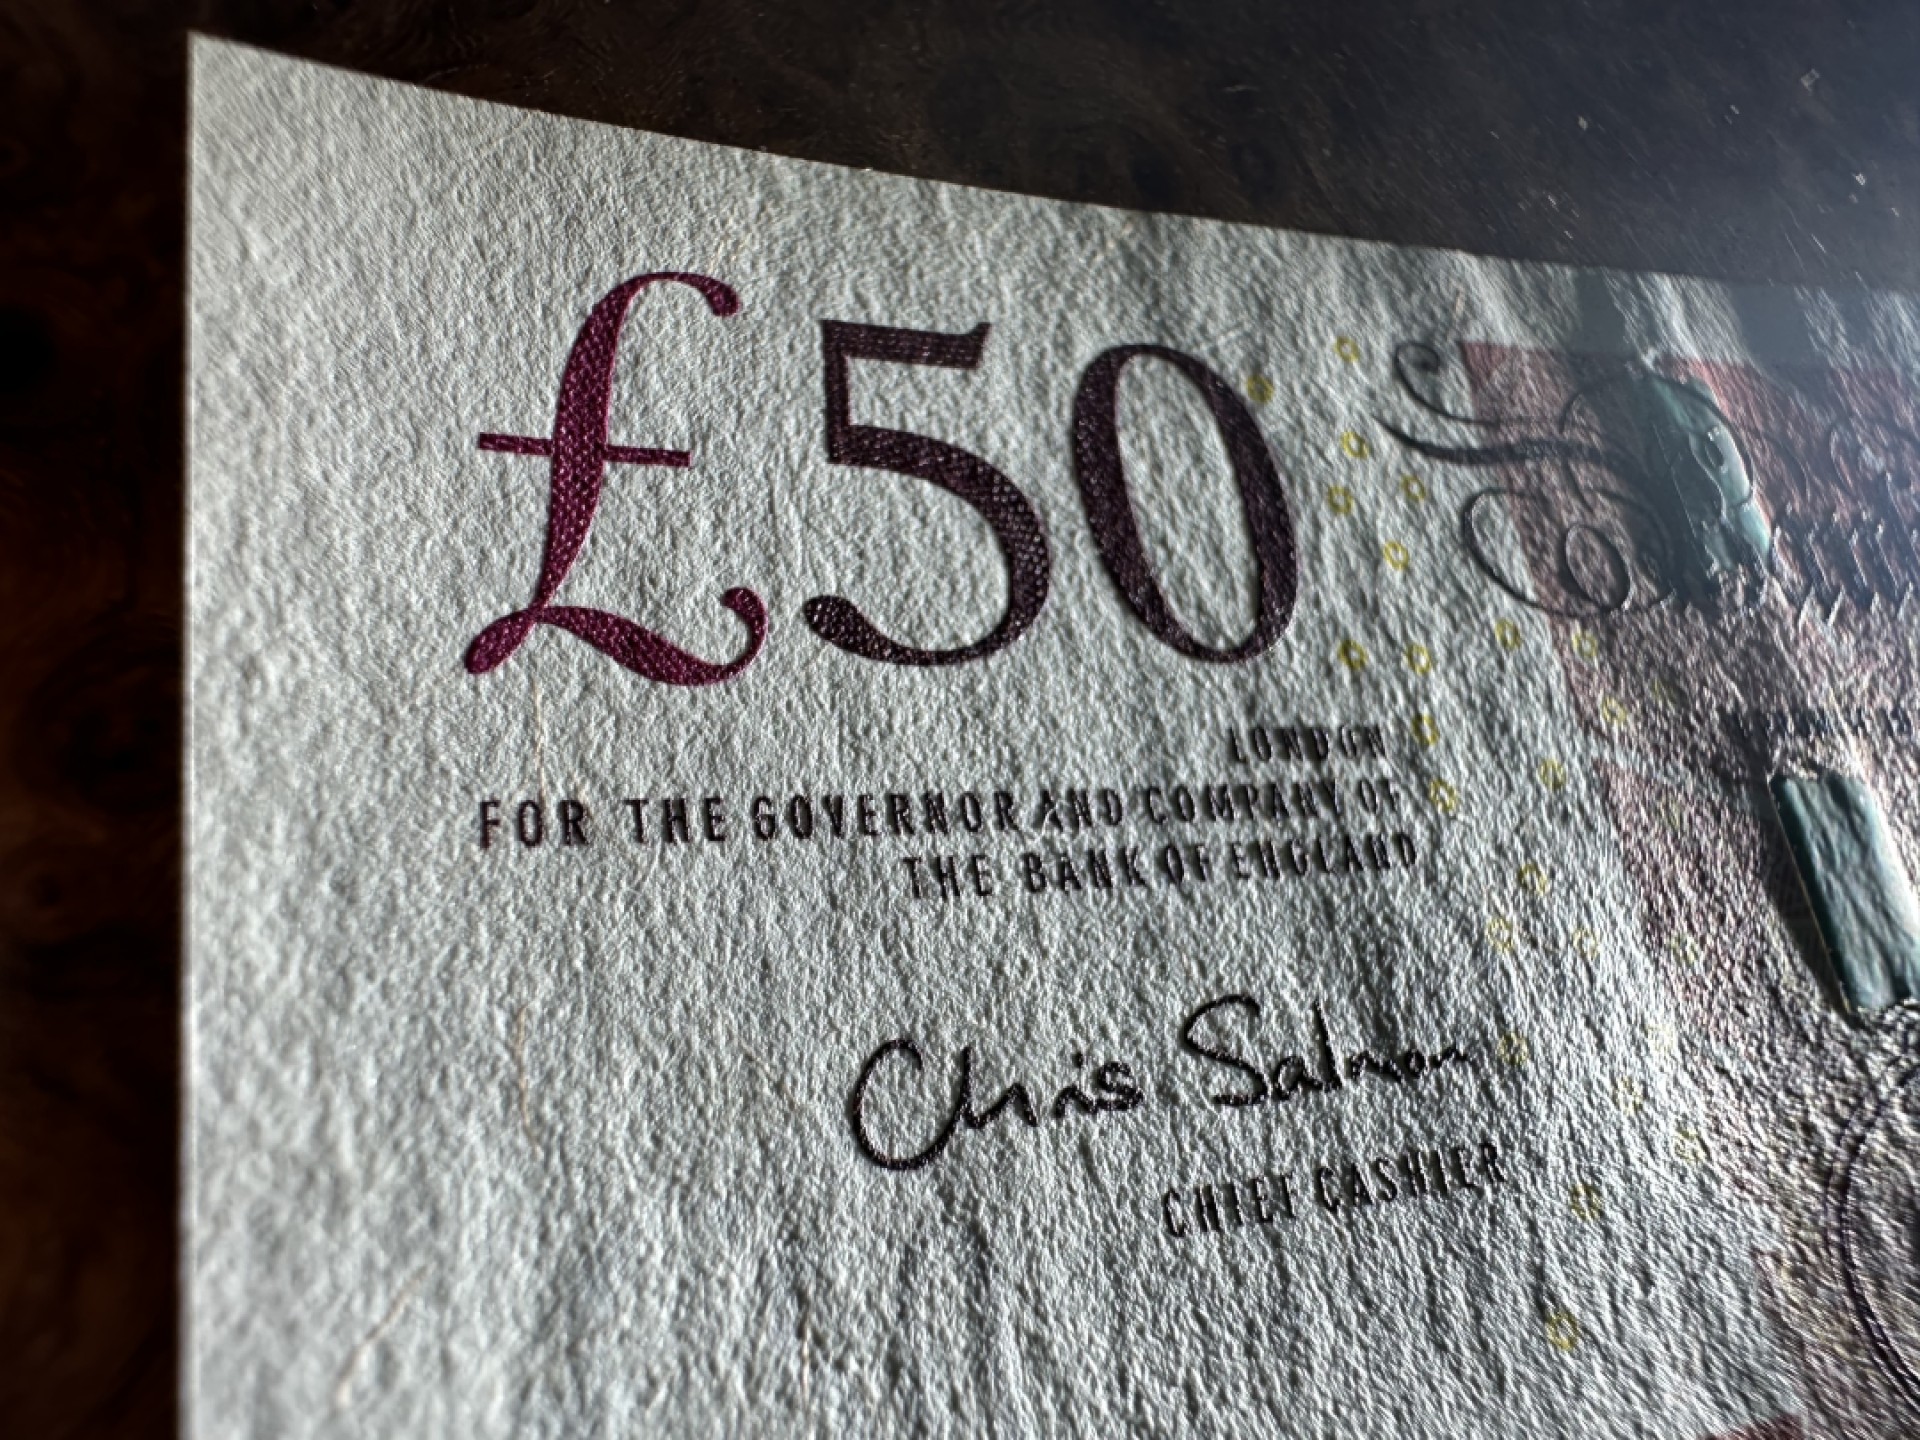 £50
LONDON
FOR THE GOVERNOR AND COMPANY OF
THE BANK OF ENGLAND
Chris Salmon
CHIEF CASHIER